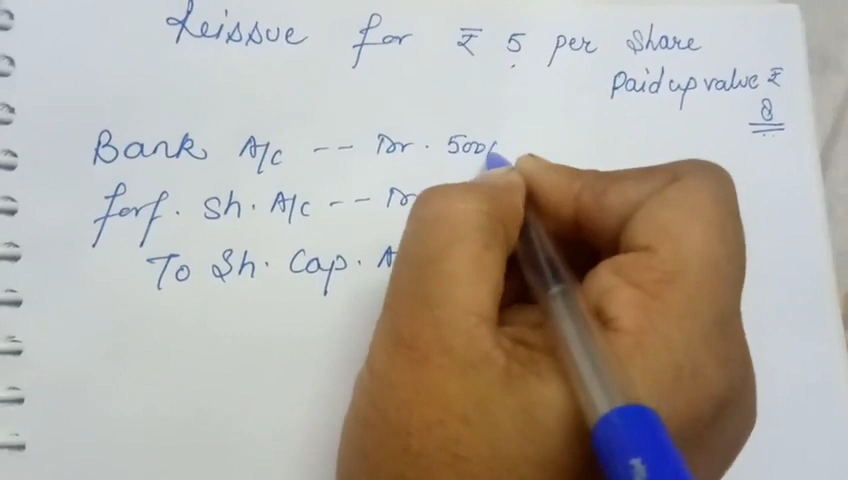 Reissue for ₹ 5 per share
Paid up value ₹
8
Bank A/c -- Dr. 500
forf. Sh. A/c -- Dr
To Sh. Cap. A